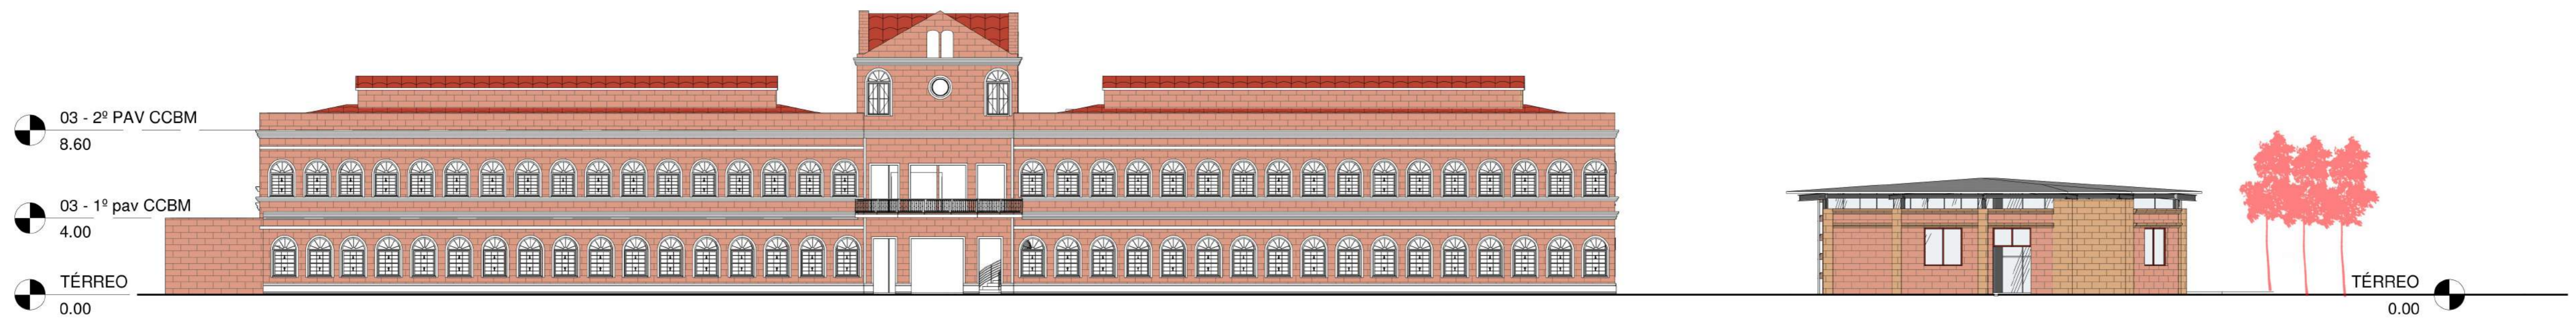 03 - 2º PAV CCBM
8.60
03 - 1º pav CCBM
4.00
TÉRREO
0.00
TÉRREO
0.00